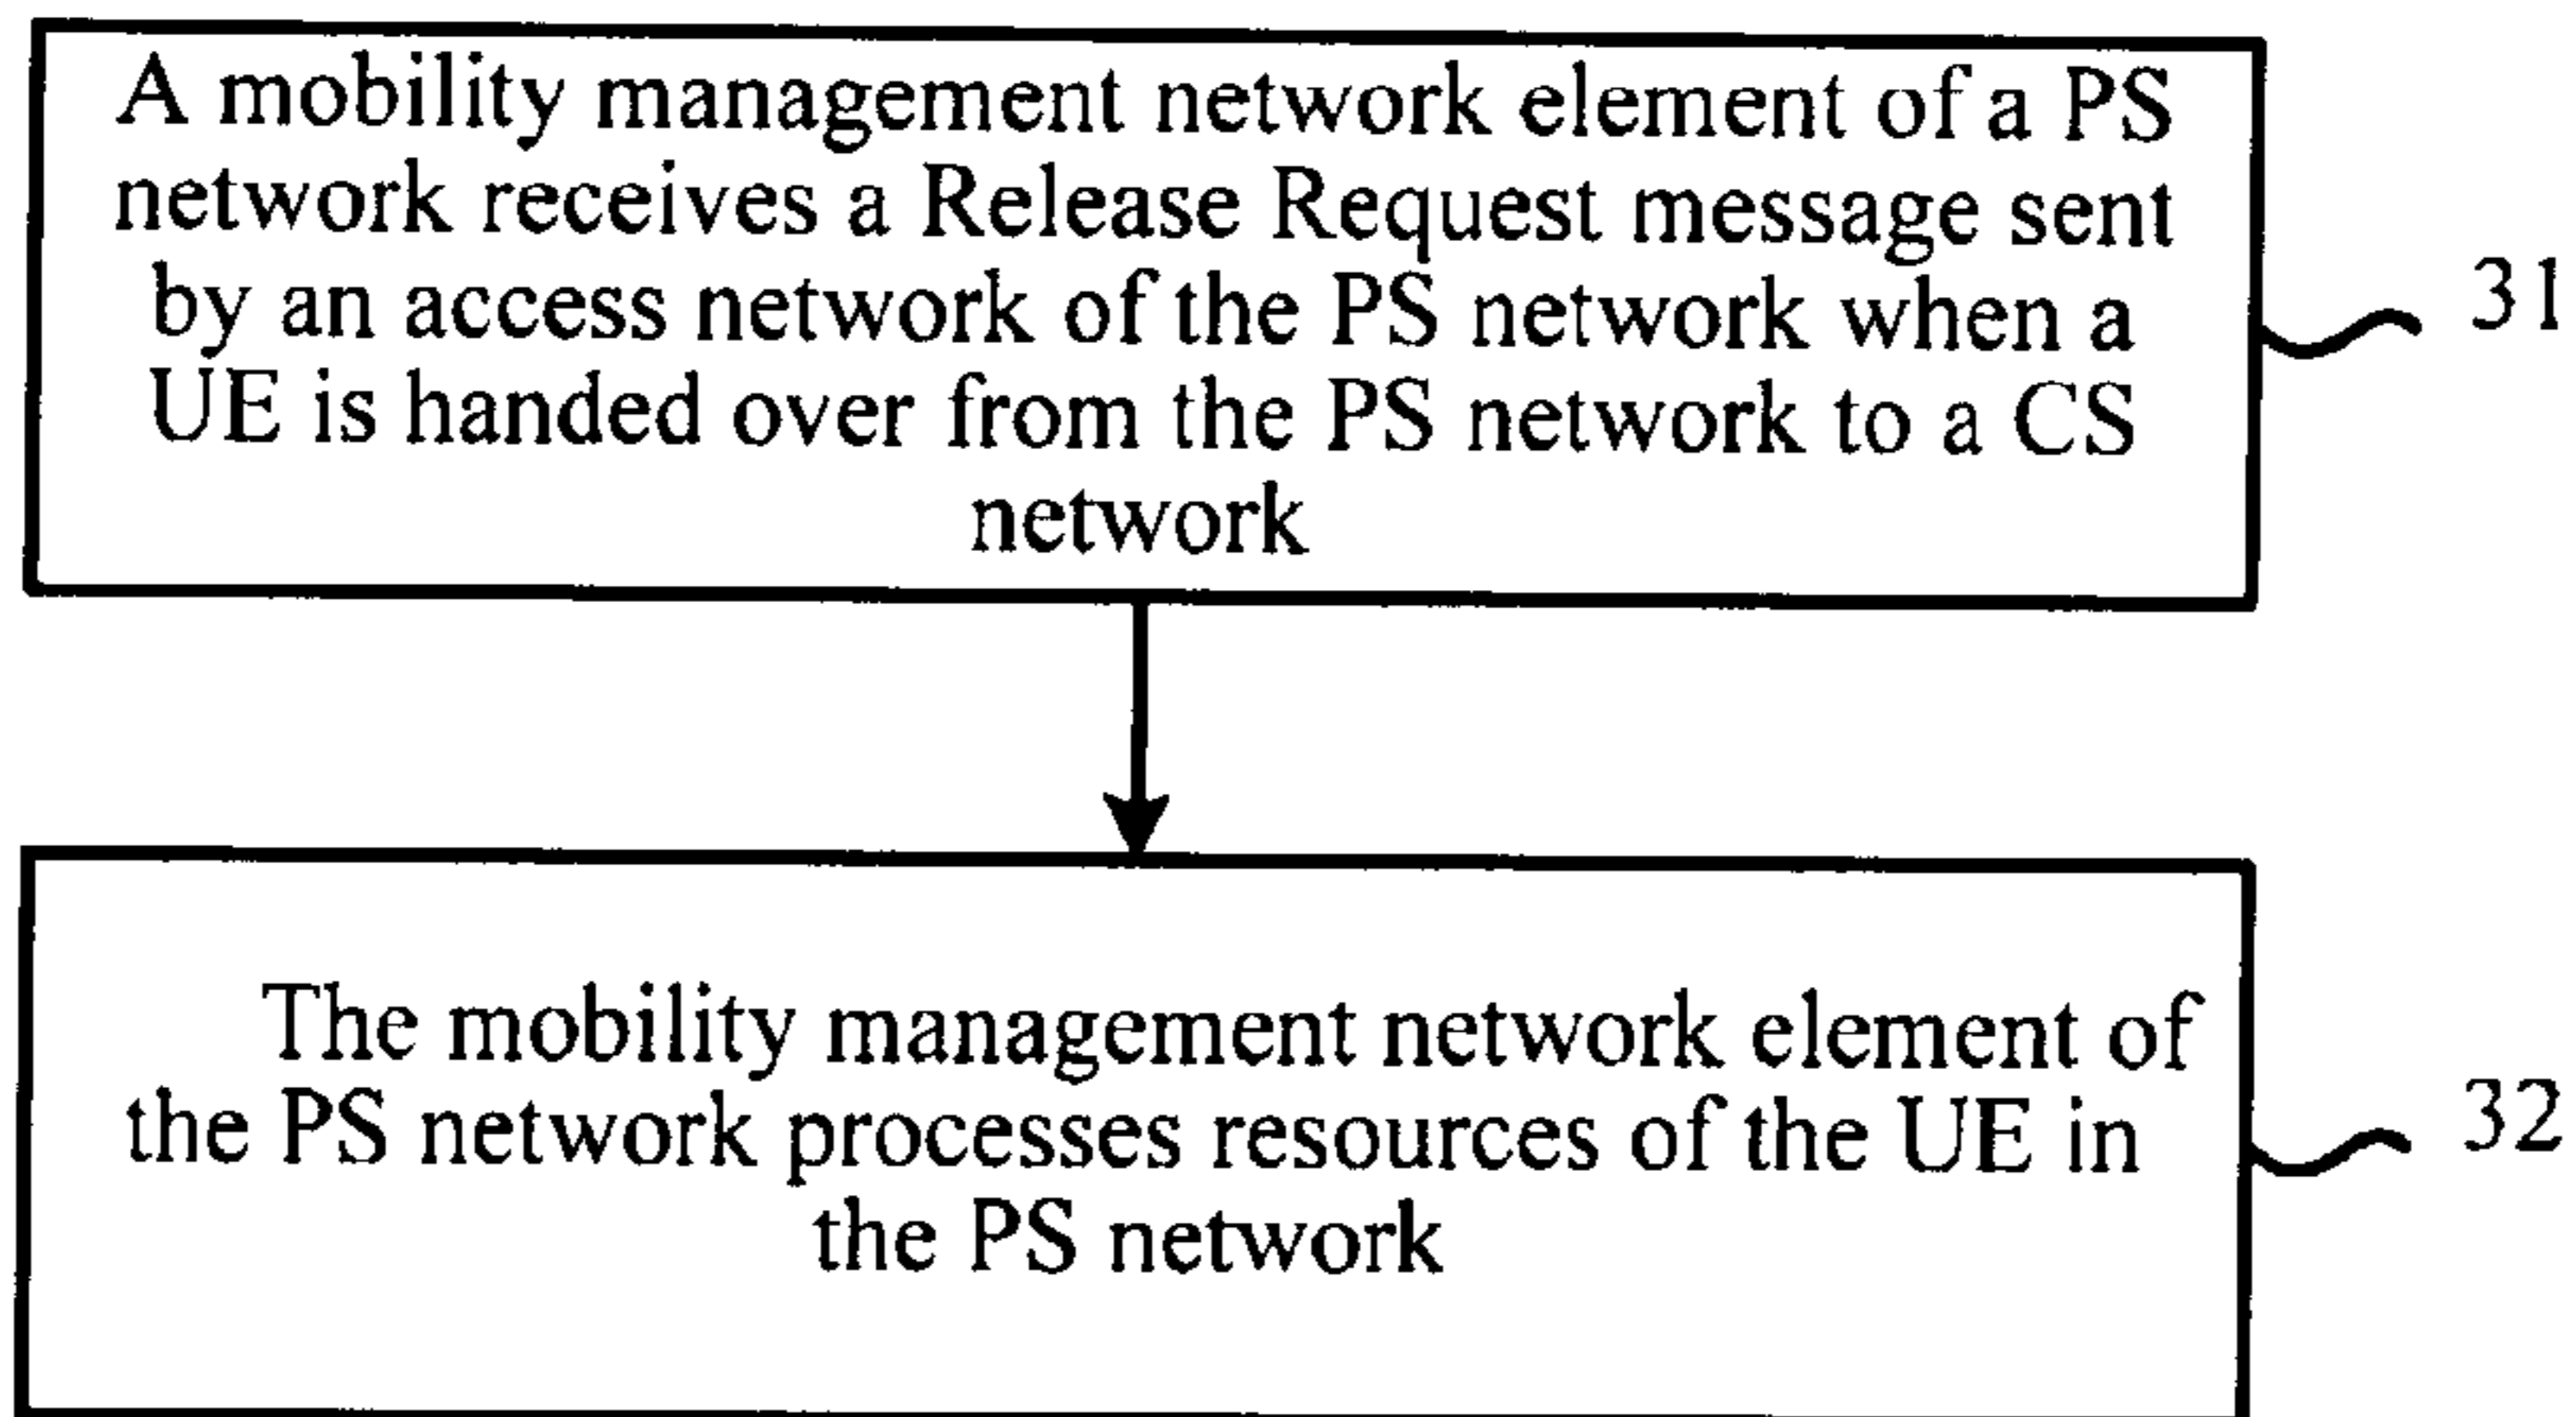 A mobility management network element of a PS
network receives a Release Request message sent
by an access network of the PS network when a
UE is handed over from the PS network to a CS
network
31
The mobility management network element of
the PS network processes resources of the UE in
the PS network
32